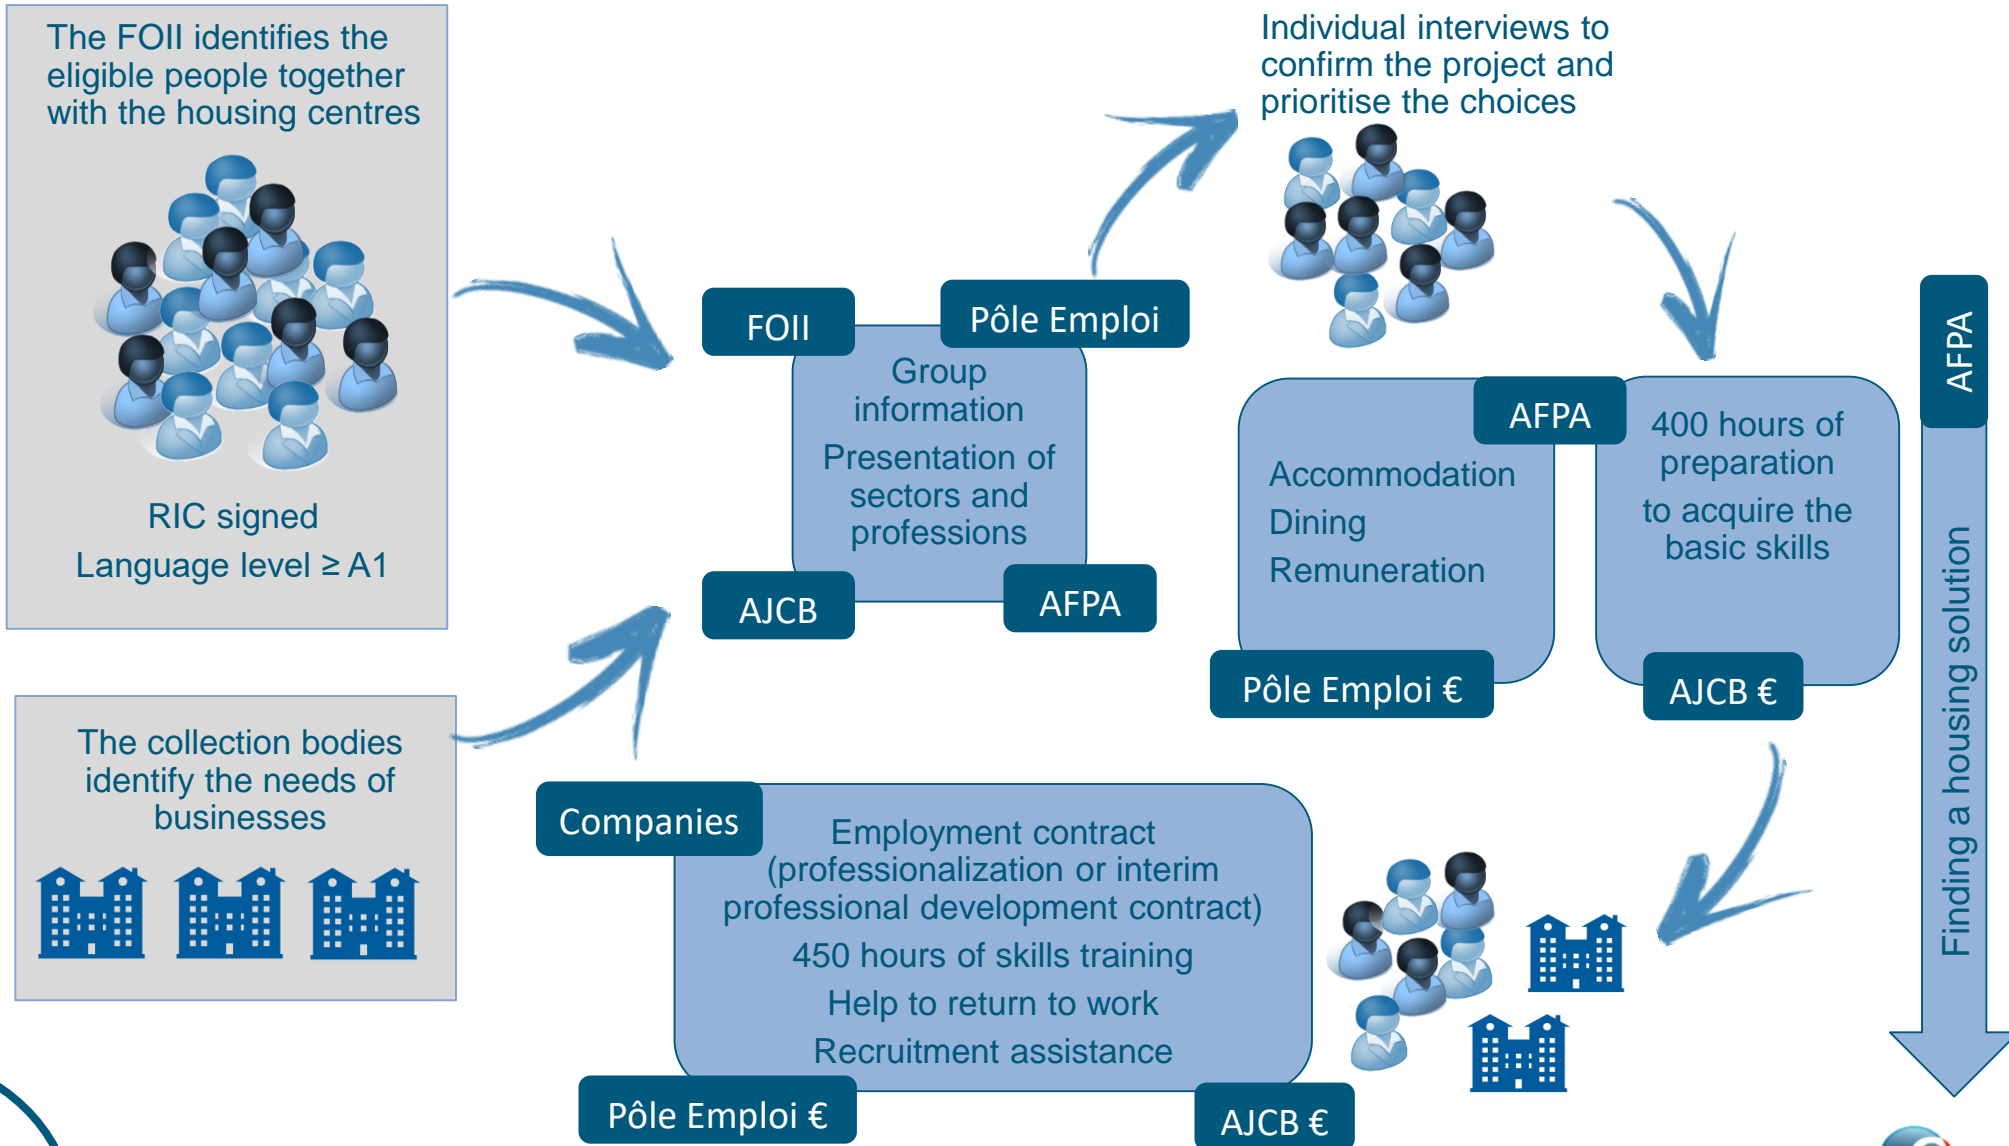 The FOII identifies the
eligible people together
with the housing centres
RIC signed
Language level ≥ A1
The collection bodies
identify the needs of
businesses
FOII
Pôle Emploi
Group
information
Presentation of
sectors and
professions
AJCB
AFPA
Individual interviews to
confirm the project and
prioritise the choices
AFPA
Accommodation
Dining
Remuneration
Pôle Emploi €
400 hours of
preparation
to acquire the
basic skills
AJCB €
AFPA
Finding a housing solution
Companies
Employment contract
(professionalization or interim
professional development contract)
450 hours of skills training
Help to return to work
Recruitment assistance
Pôle Emploi €
AJCB €